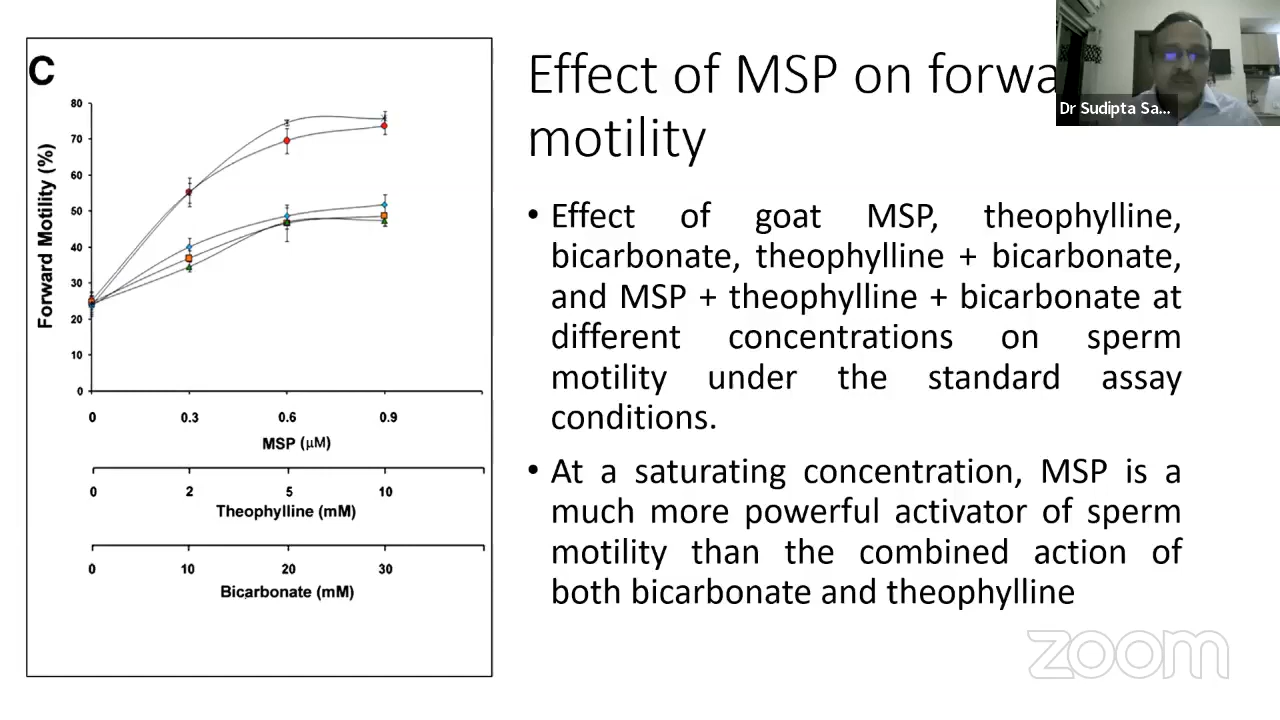 C
Effect of MSP on forwa
motility
Dr Sudipta Sa...
80
70
60
50
40
30
20
10
0
Forward Motility (%)
0 0.3 0.6 0.9
MSP (μM)
0 2 5 10
Theophylline (mM)
0 10 20 30
Bicarbonate (mM)
• Effect of goat MSP, theophylline,
bicarbonate, theophylline + bicarbonate,
and MSP + theophylline + bicarbonate at
different concentrations on sperm
motility under the standard assay
conditions.
• At a saturating concentration, MSP is a
much more powerful activator of sperm
motility than the combined action of
both bicarbonate and theophylline
zoom